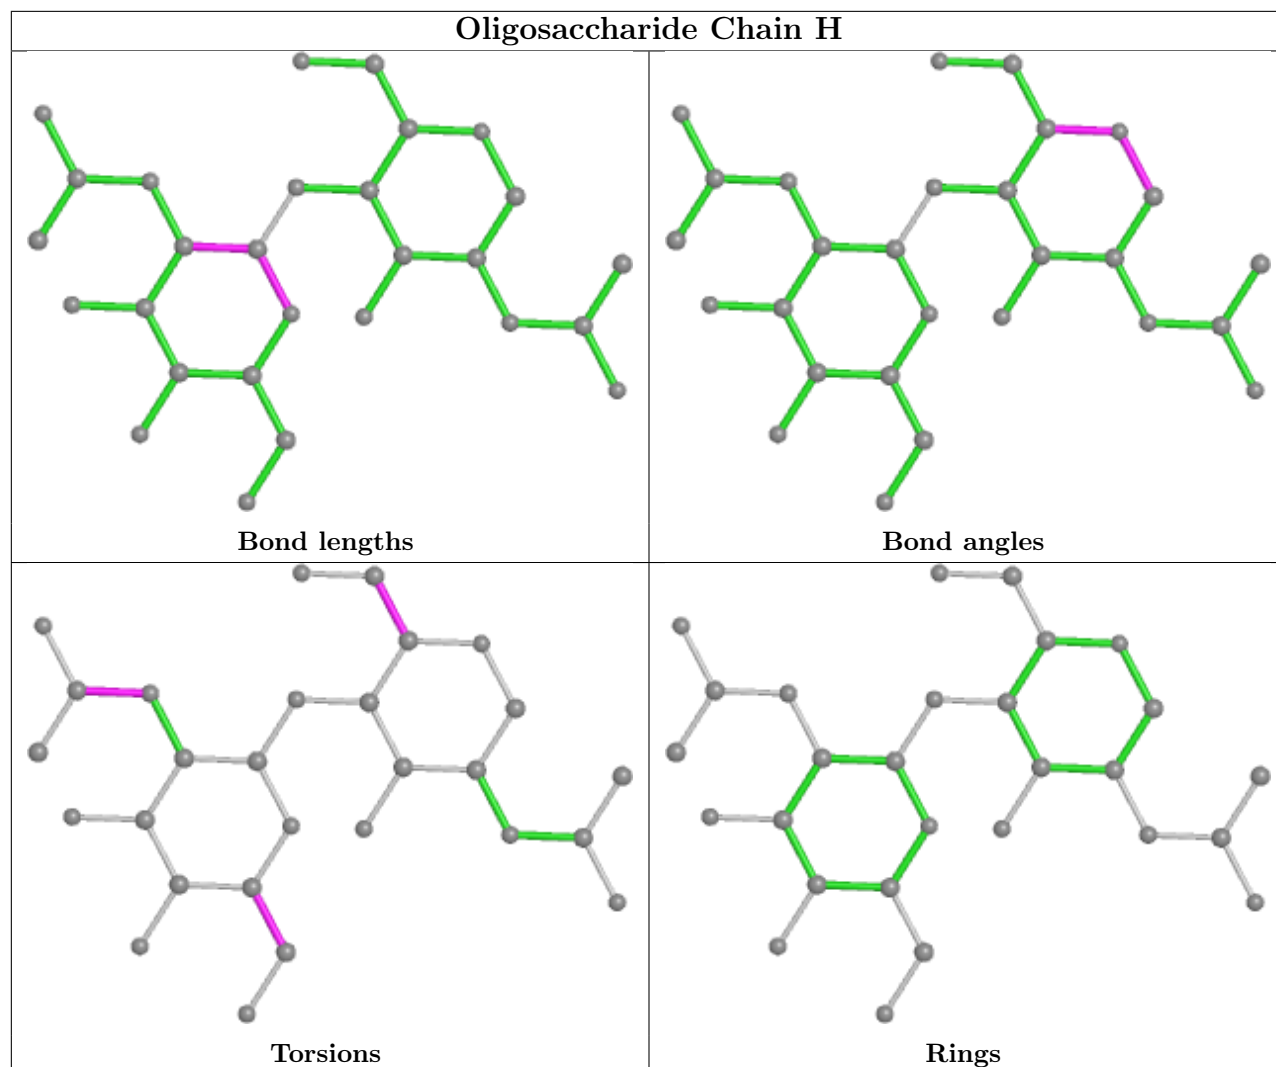 Oligosaccharide Chain H
Bond lengths
Bond angles
Torsions
Rings